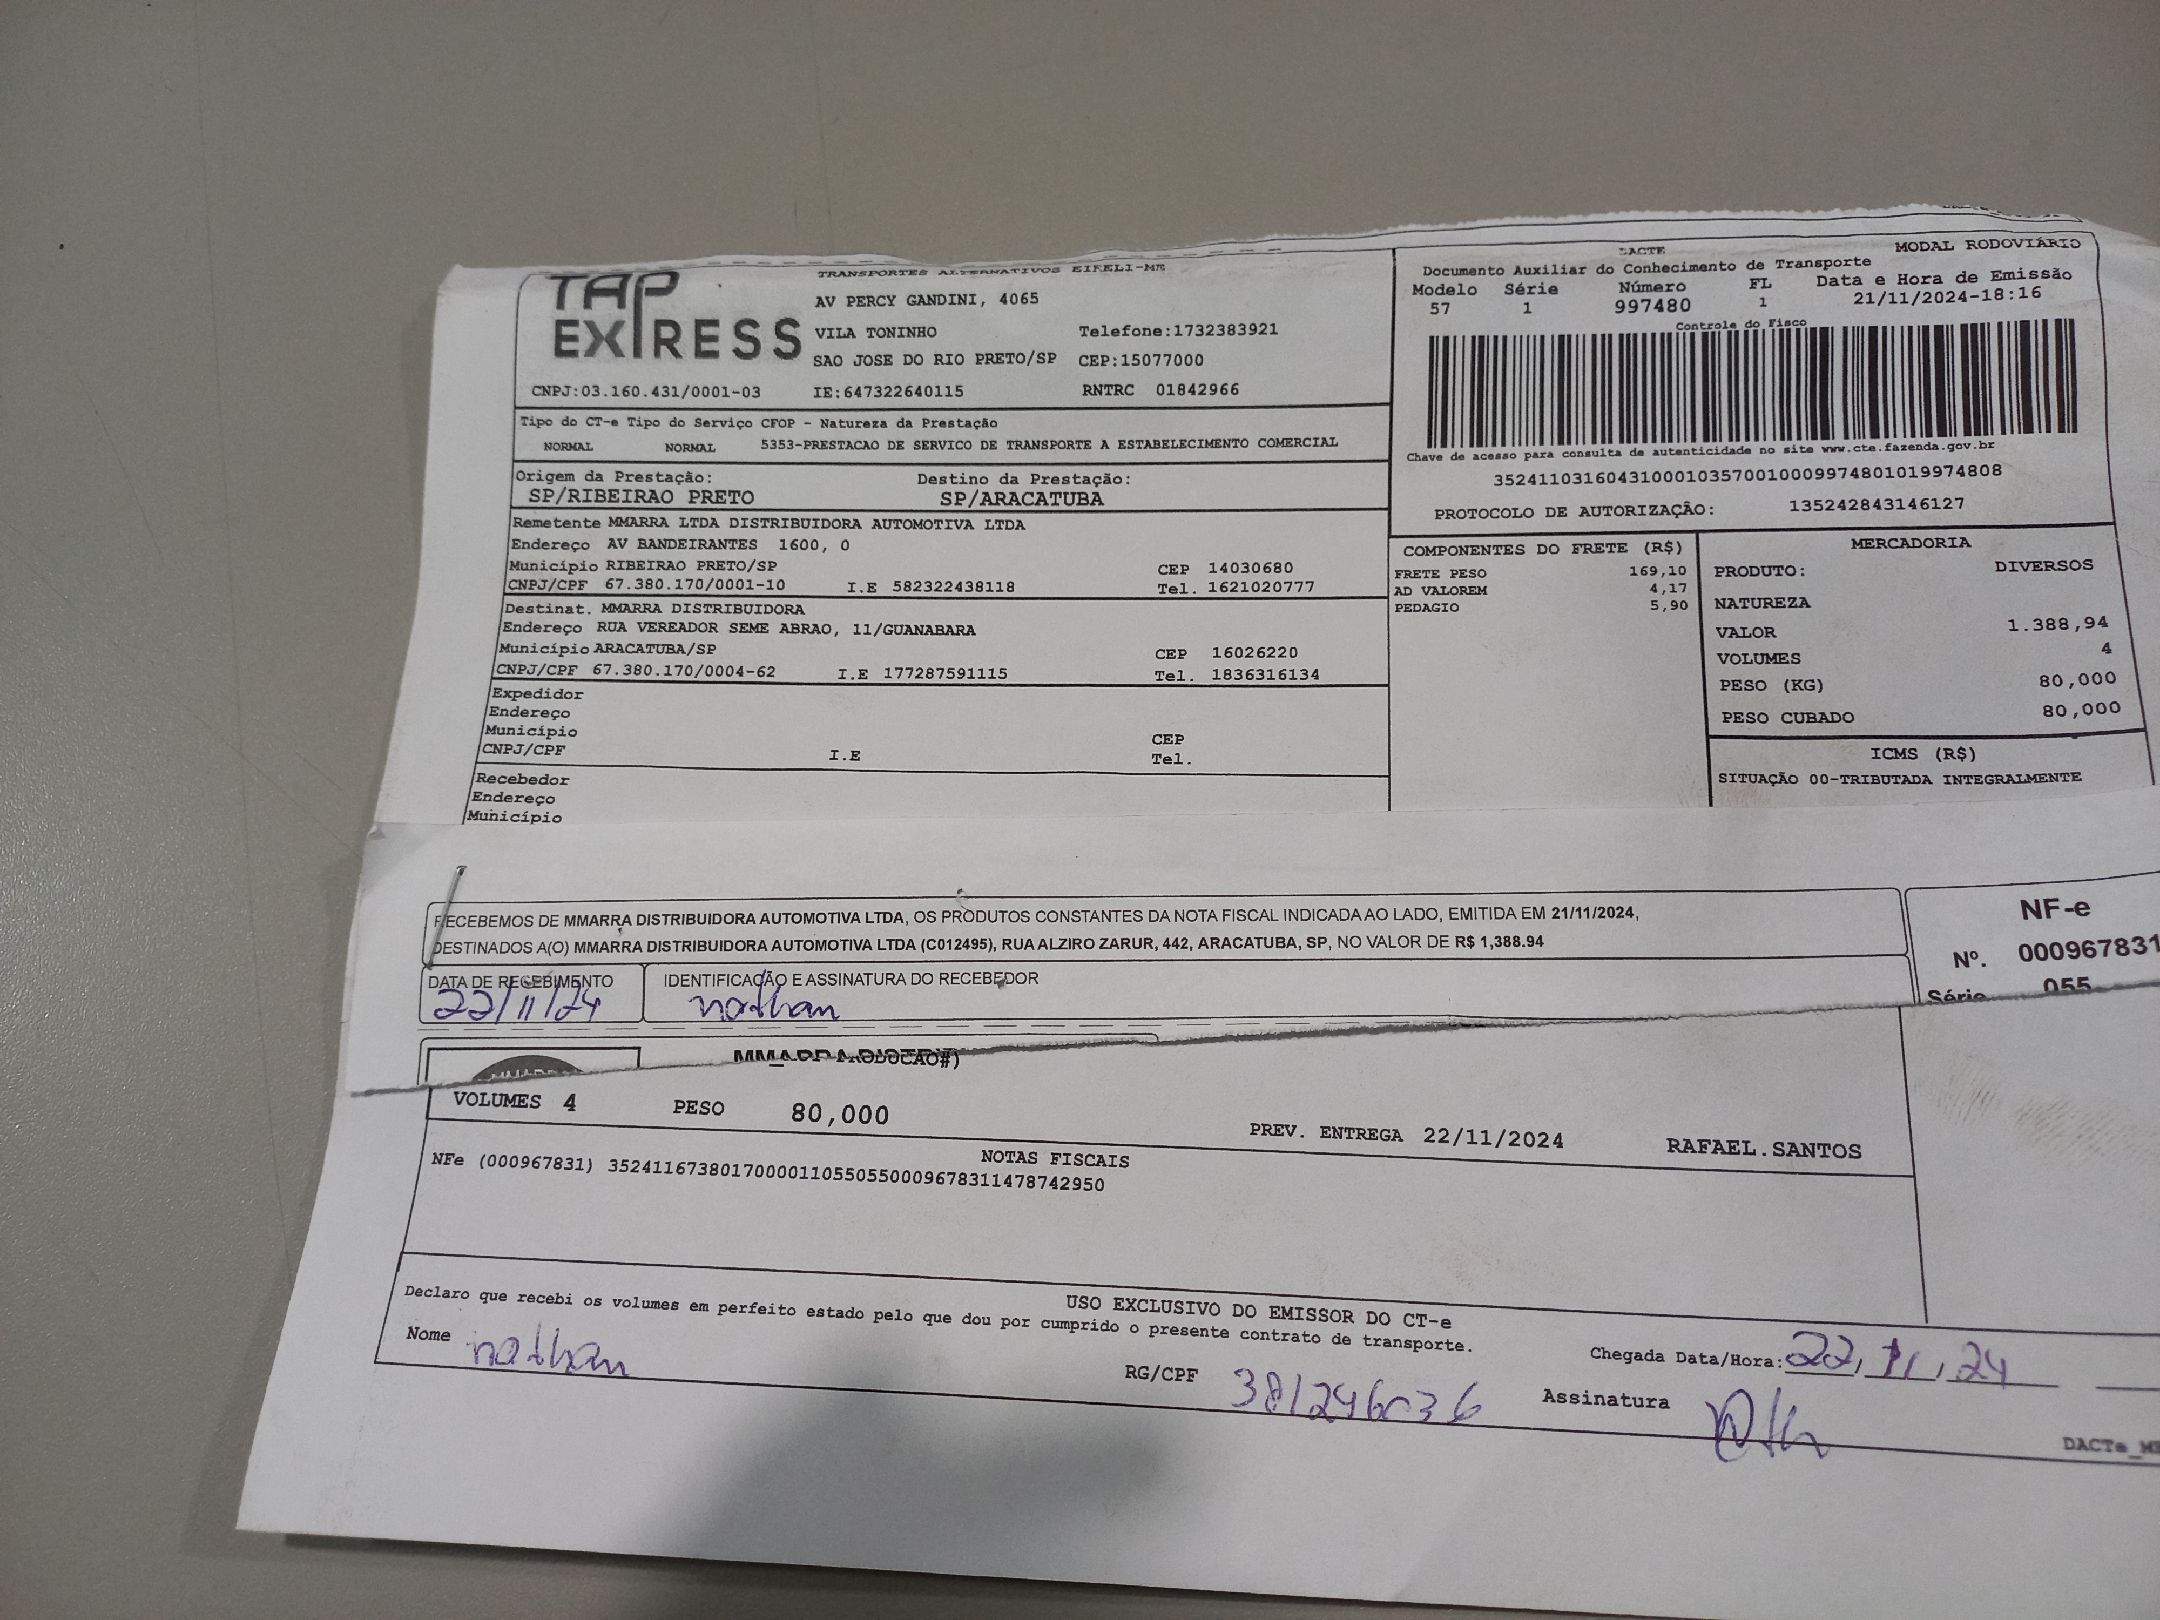 TAP
EXPRESS
TRANSPORTES ALTERNATIVOS EIRELI-ME
AV PERCY GANDINI, 4065
VILA TONINHO Telefone:1732383921
SAO JOSE DO RIO PRETO/SP CEP:15077000
CNPJ:03.160.431/0001-03 IE:647322640115 RNTRC 01842966
DACTE MODAL RODOVIÁRIO
Documento Auxiliar do Conhecimento de Transporte
Modelo Série Número FL Data e Hora de Emissão
57 1 997480 1 21/11/2024-18:16
Controle do Fisco
Chave de acesso para consulta de autenticidade no site www.cte.fazenda.gov.br
35241103160431000103570010009974801019974808
PROTOCOLO DE AUTORIZAÇÃO: 135242843146127
Tipo do CT-e Tipo do Serviço CFOP - Natureza da Prestação
NORMAL NORMAL 5353-PRESTACAO DE SERVICO DE TRANSPORTE A ESTABELECIMENTO COMERCIAL
Origem da Prestação: Destino da Prestação:
SP/RIBEIRAO PRETO SP/ARACATUBA
Remetente MMARRA LTDA DISTRIBUIDORA AUTOMOTIVA LTDA
Endereço AV BANDEIRANTES 1600, 0
Município RIBEIRAO PRETO/SP CEP 14030680
CNPJ/CPF 67.380.170/0001-10 I.E 582322438118 Tel. 1621020777
Destinat. MMARRA DISTRIBUIDORA
Endereço RUA VEREADOR SEME ABRAO, 11/GUANABARA
Município ARACATUBA/SP CEP 16026220
CNPJ/CPF 67.380.170/0004-62 I.E 177287591115 Tel. 1836316134
Expedidor
Endereço
Município CEP
CNPJ/CPF I.E Tel.
Recebedor
Endereço
Município
COMPONENTES DO FRETE (R$)
FRETE PESO 169,10
AD VALOREM 4,17
PEDAGIO 5,90
MERCADORIA
PRODUTO: DIVERSOS
NATUREZA
VALOR 1.388,94
VOLUMES 4
PESO (KG) 80,000
PESO CUBADO 80,000
ICMS (R$)
SITUAÇÃO 00-TRIBUTADA INTEGRALMENTE
RECEBEMOS DE MMARRA DISTRIBUIDORA AUTOMOTIVA LTDA, OS PRODUTOS CONSTANTES DA NOTA FISCAL INDICADA AO LADO, EMITIDA EM 21/11/2024,
DESTINADOS A(O) MMARRA DISTRIBUIDORA AUTOMOTIVA LTDA (C012495), RUA ALZIRO ZARUR, 442, ARACATUBA, SP, NO VALOR DE R$ 1,388.94
NF-e
Nº. 000967831
Série 055
DATA DE RECEBIMENTO IDENTIFICAÇÃO E ASSINATURA DO RECEBEDOR
22/11/24 nathan
VOLUMES 4 PESO 80,000
PREV. ENTREGA 22/11/2024 RAFAEL.SANTOS
NOTAS FISCAIS
NFe (000967831) 35241167380170000110550550009678311478742950
USO EXCLUSIVO DO EMISSOR DO CT-e
Declaro que recebi os volumes em perfeito estado pelo que dou por cumprido o presente contrato de transporte.
Nome nathan RG/CPF Chegada Data/Hora: 22/11/24
Assinatura